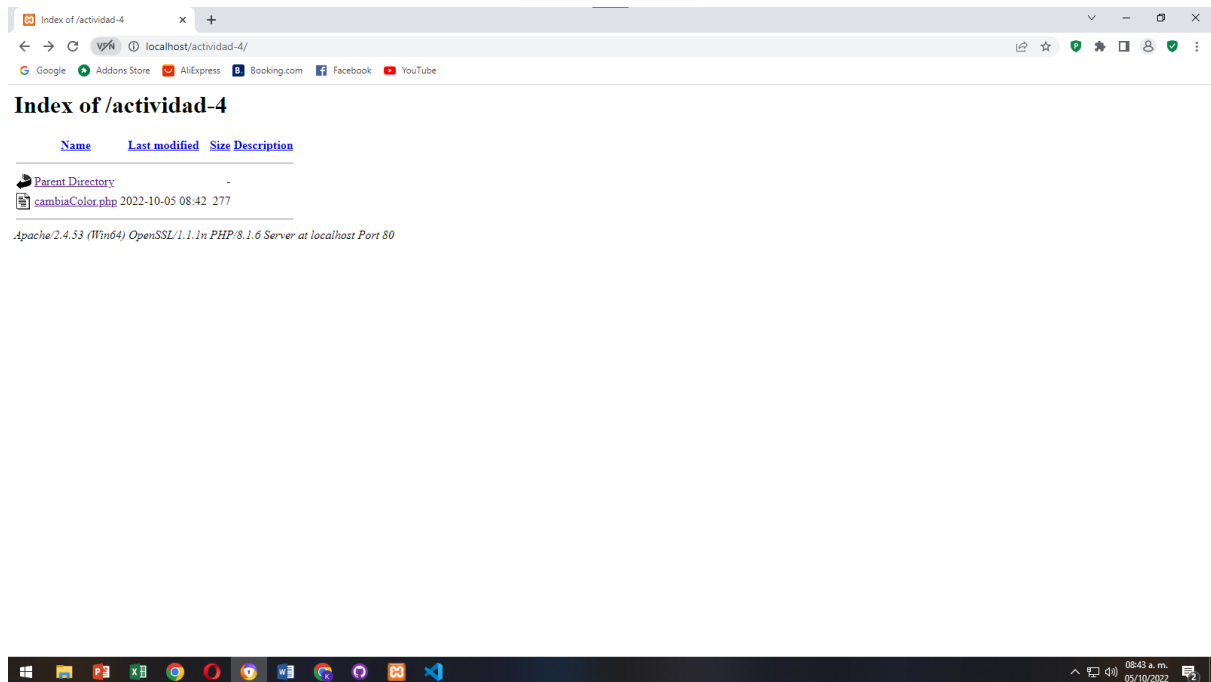 Index of /actividad-4
VPN localhost/actividad-4/
Google Addons Store AliExpress B. Booking.com Facebook YouTube
Index of /actividad-4
Name Last modified Size Description
Parent Directory -
cambiaColor.php 2022-10-05 08:42 277
Apache/2.4.53 (Win64) OpenSSL/1.1.1n PHP/8.1.6 Server at localhost Port 80
08:43 a. m.
05/10/2022